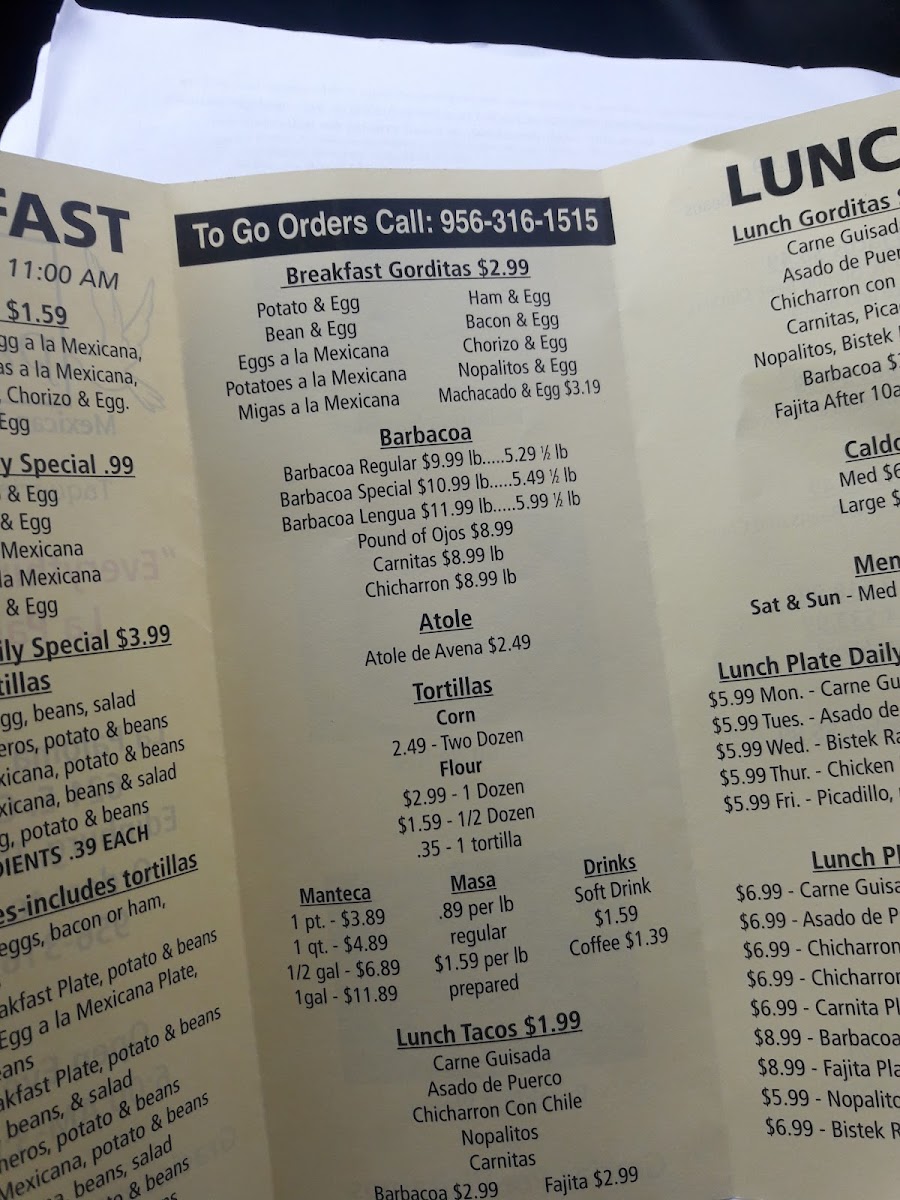 FAST
11:00 AM
$1.59
gg a la Mexicana,
as a la Mexicana,
, Chorizo & Egg.
Egg
y Special .99
& Egg
& Egg
Mexicana
la Mexicana
& Egg
ily Special $3.99
tillas
gg, beans, salad
eros, potato & beans
xicana, potato & beans
xicana, beans & salad
g, potato & beans
DIENTS .39 EACH
es-includes tortillas
eggs, bacon or ham,
akfast Plate, potato & beans
Egg a la Mexicana Plate,
eans
akfast Plate, potato & beans
beans, & salad
heros, potato & beans
Mexicana, potato & beans
beans, salad
& beans
To Go Orders Call: 956-316-1515
Breakfast Gorditas $2.99
Potato & Egg
Bean & Egg
Eggs a la Mexicana
Potatoes a la Mexicana
Migas a la Mexicana
Ham & Egg
Bacon & Egg
Chorizo & Egg
Nopalitos & Egg
Machacado & Egg $3.19
Barbacoa
Barbacoa Regular $9.99 lb.....5.29 ½ lb
Barbacoa Special $10.99 lb.....5.49 ½ lb
Barbacoa Lengua $11.99 lb.....5.99 ½ lb
Pound of Ojos $8.99
Carnitas $8.99 lb
Chicharron $8.99 lb
Atole
Atole de Avena $2.49
Tortillas
Corn
2.49 - Two Dozen
Flour
$2.99 - 1 Dozen
$1.59 - 1/2 Dozen
.35 - 1 tortilla
Manteca
1 pt. - $3.89
1 qt. - $4.89
1/2 gal - $6.89
1gal - $11.89
Masa
.89 per lb
regular
$1.59 per lb
prepared
Drinks
Soft Drink
$1.59
Coffee $1.39
Lunch Tacos $1.99
Carne Guisada
Asado de Puerco
Chicharron Con Chile
Nopalitos
Carnitas
Barbacoa $2.99 Fajita $2.99
LUNC
Lunch Gorditas $
Carne Guisad
Asado de Puer
Chicharron con
Carnitas, Pica
Nopalitos, Bistek
Barbacoa $
Fajita After 10a
Caldo
Med $6
Large $
Men
Sat & Sun - Med
Lunch Plate Daily
$5.99 Mon. - Carne Gu
$5.99 Tues. - Asado de
$5.99 Wed. - Bistek Ra
$5.99 Thur. - Chicken
$5.99 Fri. - Picadillo,
Lunch Pl
$6.99 - Carne Guisa
$6.99 - Asado de P
$6.99 - Chicharron
$6.99 - Chicharron
$6.99 - Carnita Pl
$8.99 - Barbacoa
$8.99 - Fajita Pla
$5.99 - Nopalito
$6.99 - Bistek R